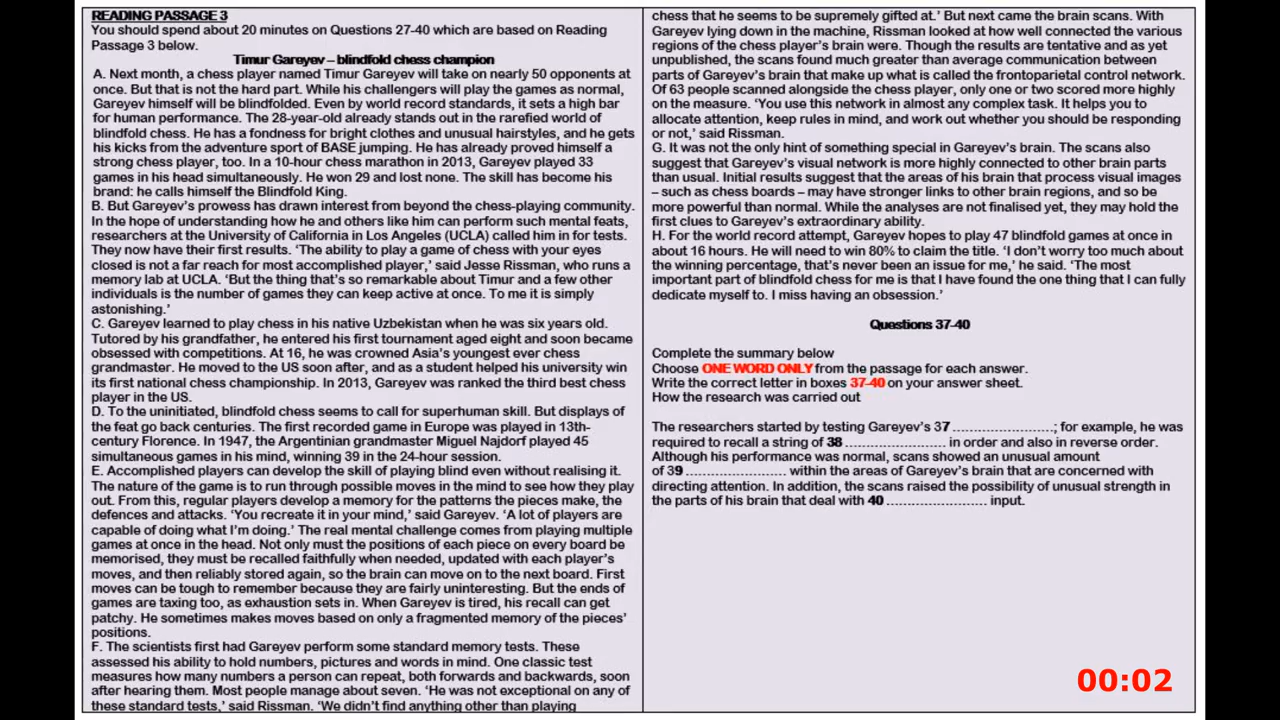 READING PASSAGE 3
You should spend about 20 minutes on Questions 27-40 which are based on Reading
Passage 3 below.
Timur Gareyev – blindfold chess champion
A. Next month, a chess player named Timur Gareyev will take on nearly 50 opponents at
once. But that is not the hard part. While his challengers will play the games as normal,
Gareyev himself will be blindfolded. Even by world record standards, it sets a high bar
for human performance. The 28-year-old already stands out in the rarefied world of
blindfold chess. He has a fondness for bright clothes and unusual hairstyles, and he gets
his kicks from the adventure sport of BASE jumping. He has already proved himself a
strong chess player, too. In a 10-hour chess marathon in 2013, Gareyev played 33
games in his head simultaneously. He won 29 and lost none. The skill has become his
brand: he calls himself the Blindfold King.
B. But Gareyev's prowess has drawn interest from beyond the chess-playing community.
In the hope of understanding how he and others like him can perform such mental feats,
researchers at the University of California in Los Angeles (UCLA) called him in for tests.
They now have their first results. 'The ability to play a game of chess with your eyes
closed is not a far reach for most accomplished player,' said Jesse Rissman, who runs a
memory lab at UCLA. 'But the thing that's so remarkable about Timur and a few other
individuals is the number of games they can keep active at once. To me it is simply
astonishing.'
C. Gareyev learned to play chess in his native Uzbekistan when he was six years old.
Tutored by his grandfather, he entered his first tournament aged eight and soon became
obsessed with competitions. At 16, he was crowned Asia's youngest ever chess
grandmaster. He moved to the US soon after, and as a student helped his university win
its first national chess championship. In 2013, Gareyev was ranked the third best chess
player in the US.
D. To the uninitiated, blindfold chess seems to call for superhuman skill. But displays of
the feat go back centuries. The first recorded game in Europe was played in 13th-
century Florence. In 1947, the Argentinian grandmaster Miguel Najdorf played 45
simultaneous games in his mind, winning 39 in the 24-hour session.
E. Accomplished players can develop the skill of playing blind even without realising it.
The nature of the game is to run through possible moves in the mind to see how they play
out. From this, regular players develop a memory for the patterns the pieces make, the
defences and attacks. 'You recreate it in your mind,' said Gareyev. 'A lot of players are
capable of doing what I'm doing.' The real mental challenge comes from playing multiple
games at once in the head. Not only must the positions of each piece on every board be
memorised, they must be recalled faithfully when needed, updated with each player's
moves, and then reliably stored again, so the brain can move on to the next board. First
moves can be tough to remember because they are fairly uninteresting. But the ends of
games are taxing too, as exhaustion sets in. When Gareyev is tired, his recall can get
patchy. He sometimes makes moves based on only a fragmented memory of the pieces'
positions.
F. The scientists first had Gareyev perform some standard memory tests. These
assessed his ability to hold numbers, pictures and words in mind. One classic test
measures how many numbers a person can repeat, both forwards and backwards, soon
after hearing them. Most people manage about seven. 'He was not exceptional on any of
these standard tests,' said Rissman. 'We didn't find anything other than playing
chess that he seems to be supremely gifted at.' But next came the brain scans. With
Gareyev lying down in the machine, Rissman looked at how well connected the various
regions of the chess player's brain were. Though the results are tentative and as yet
unpublished, the scans found much greater than average communication between
parts of Gareyev's brain that make up what is called the frontoparietal control network.
Of 63 people scanned alongside the chess player, only one or two scored more highly
on the measure. 'You use this network in almost any complex task. It helps you to
allocate attention, keep rules in mind, and work out whether you should be responding
or not,' said Rissman.
G. It was not the only hint of something special in Gareyev's brain. The scans also
suggest that Gareyev's visual network is more highly connected to other brain parts
than usual. Initial results suggest that the areas of his brain that process visual images
– such as chess boards – may have stronger links to other brain regions, and so be
more powerful than normal. While the analyses are not finalised yet, they may hold the
first clues to Gareyev's extraordinary ability.
H. For the world record attempt, Gareyev hopes to play 47 blindfold games at once in
about 16 hours. He will need to win 80% to claim the title. 'I don't worry too much about
the winning percentage, that's never been an issue for me,' he said. 'The most
important part of blindfold chess for me is that I have found the one thing that I can fully
dedicate myself to. I miss having an obsession.'
Questions 37-40
Complete the summary below
Choose ONE WORD ONLY from the passage for each answer.
Write the correct letter in boxes 37-40 on your answer sheet.
How the research was carried out
The researchers started by testing Gareyev's 37 ........................; for example, he was
required to recall a string of 38 ........................ in order and also in reverse order.
Although his performance was normal, scans showed an unusual amount
of 39 ........................ within the areas of Gareyev's brain that are concerned with
directing attention. In addition, the scans raised the possibility of unusual strength in
the parts of his brain that deal with 40 ........................ input.
00:02